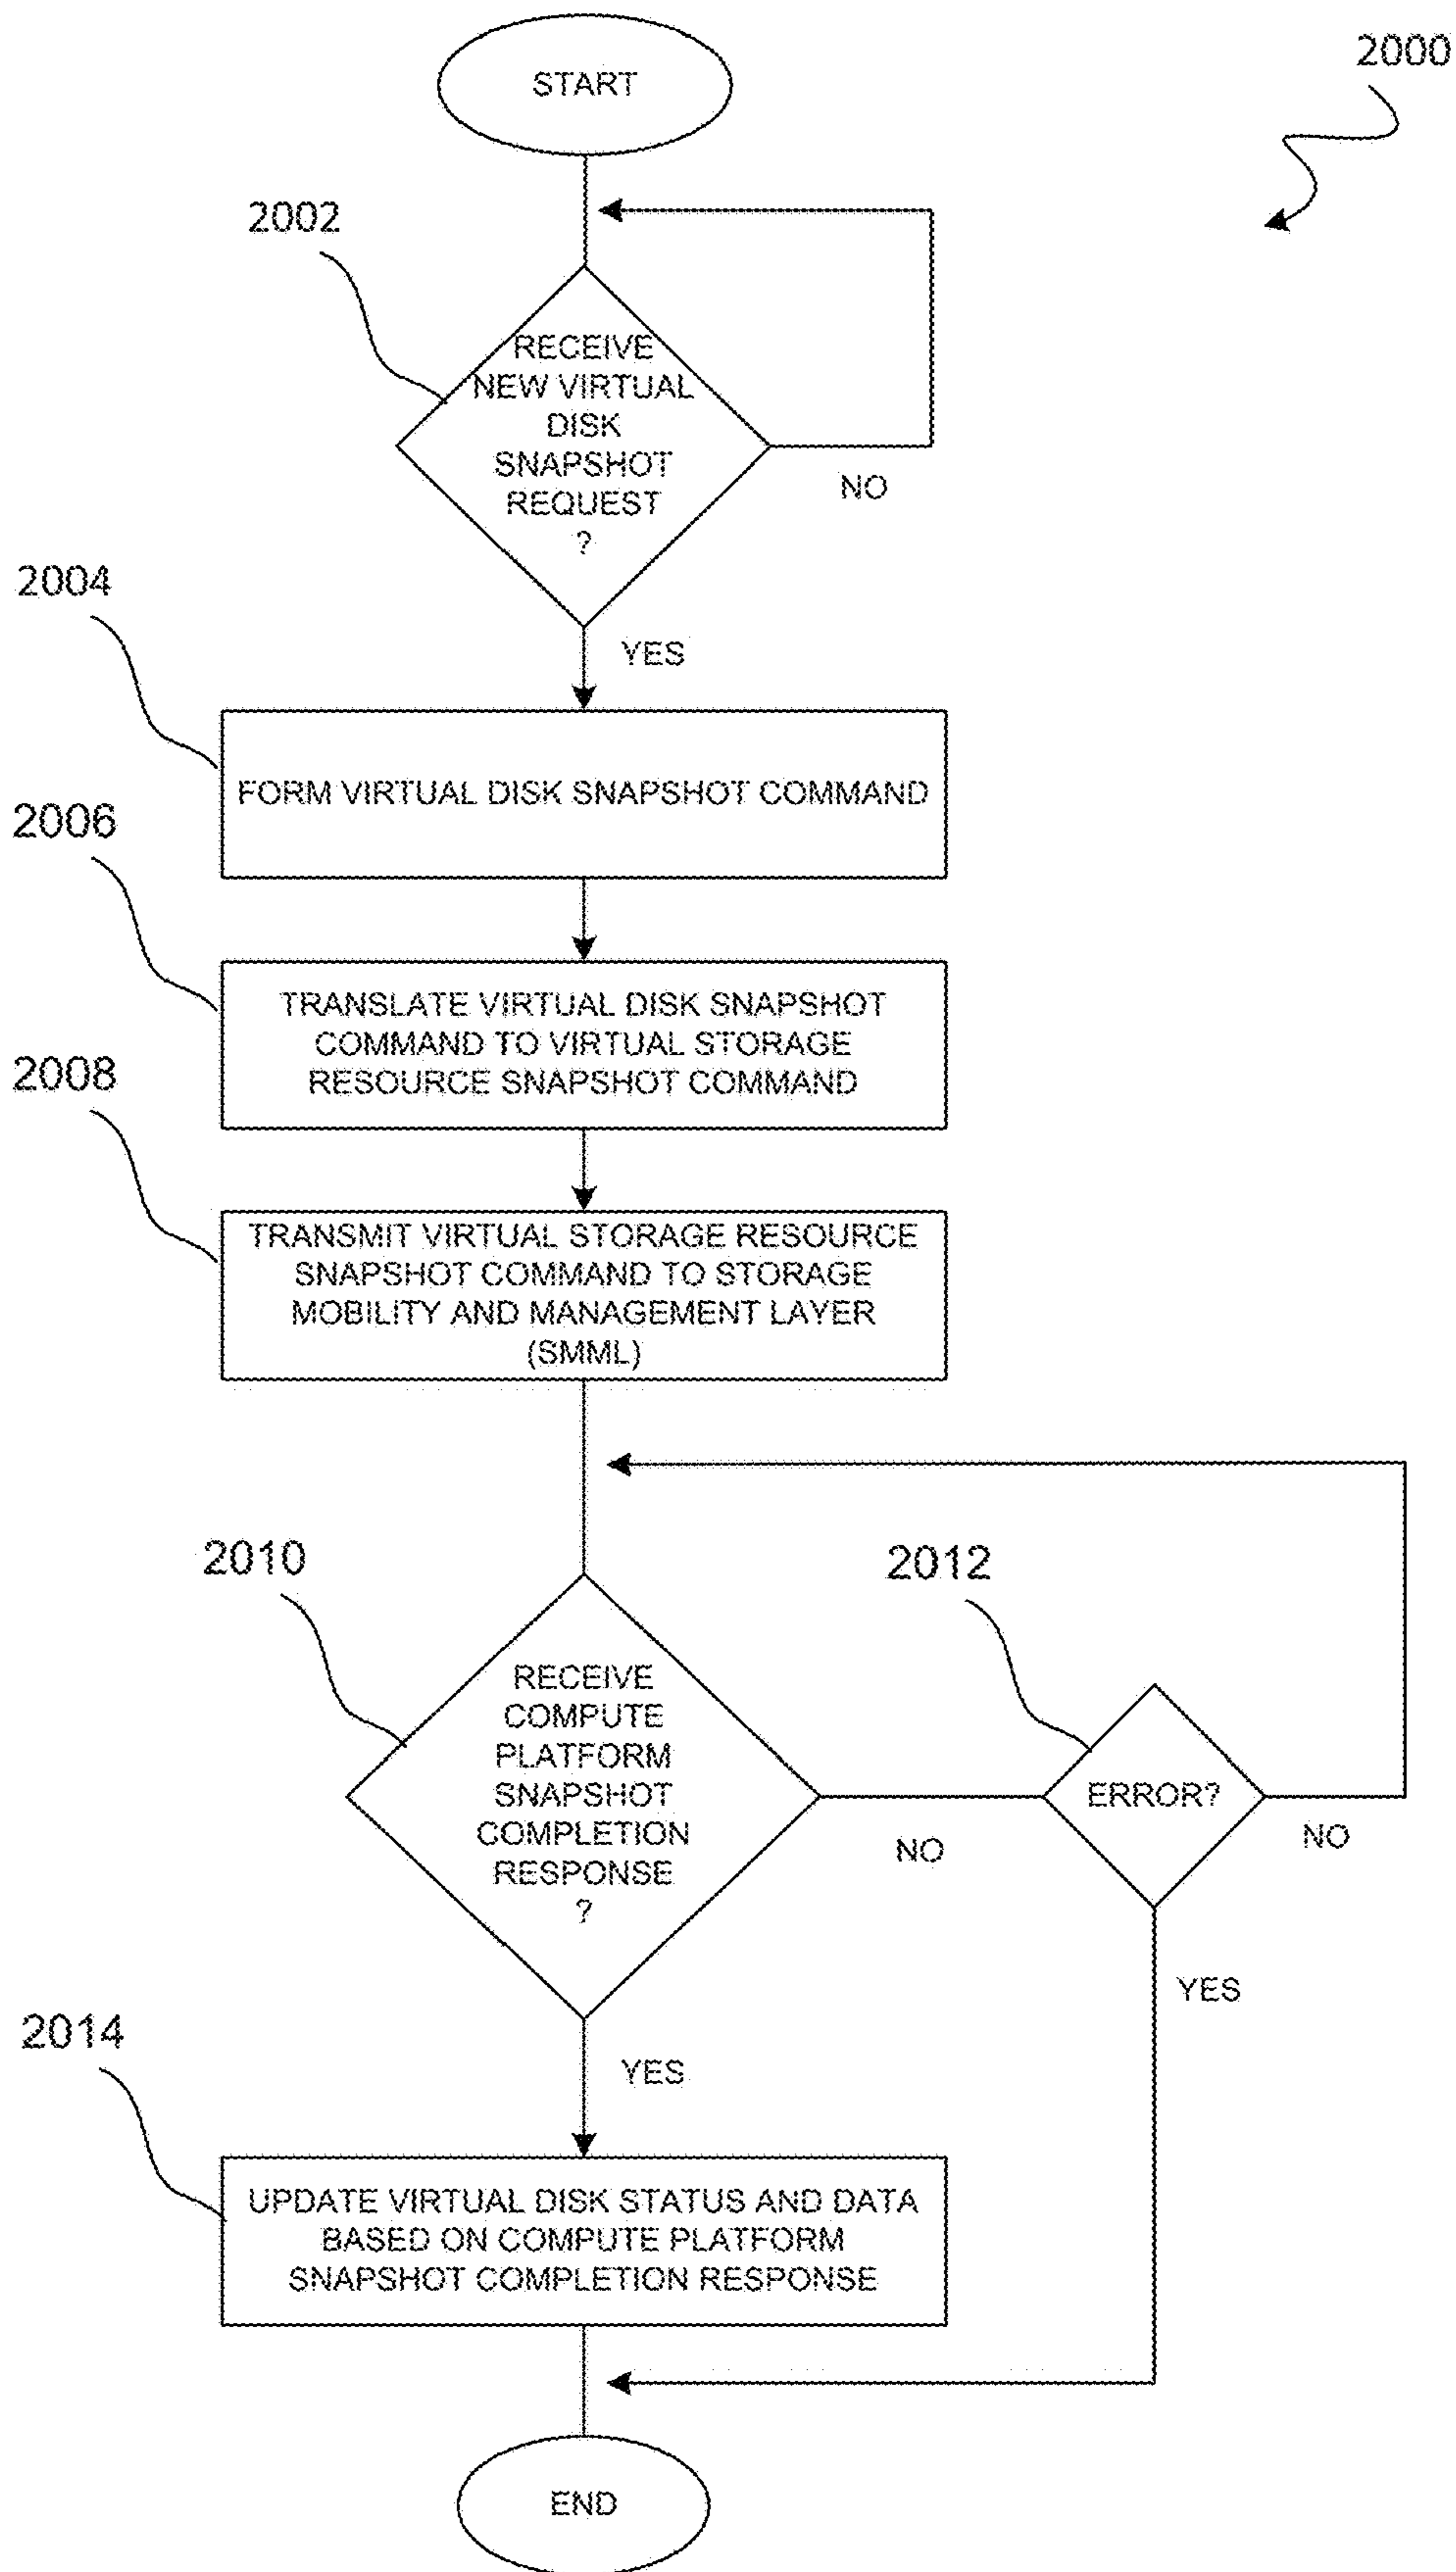 START
2000
2002
RECEIVE
NEW VIRTUAL
DISK
SNAPSHOT
REQUEST
?
NO
YES
2004
FORM VIRTUAL DISK SNAPSHOT COMMAND
2006
TRANSLATE VIRTUAL DISK SNAPSHOT
COMMAND TO VIRTUAL STORAGE
RESOURCE SNAPSHOT COMMAND
2008
TRANSMIT VIRTUAL STORAGE RESOURCE
SNAPSHOT COMMAND TO STORAGE
MOBILITY AND MANAGEMENT LAYER
(SMML)
2010
RECEIVE
COMPUTE
PLATFORM
SNAPSHOT
COMPLETION
RESPONSE
?
NO
2012
ERROR?
NO
YES
YES
2014
UPDATE VIRTUAL DISK STATUS AND DATA
BASED ON COMPUTE PLATFORM
SNAPSHOT COMPLETION RESPONSE
END